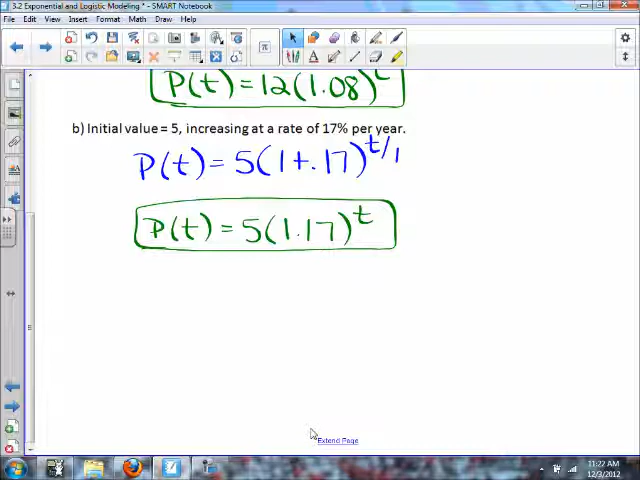 3.2 Exponential and Logistic Modeling * - SMART Notebook
File Edit View Insert Format Tools Math Draw Help
P(t) = 12(1.08)^t
b) Initial value = 5, increasing at a rate of 17% per year.
P(t) = 5(1+.17)^t/1
P(t) = 5(1.17)^t
Extend Page
11:22 AM
12/3/2012